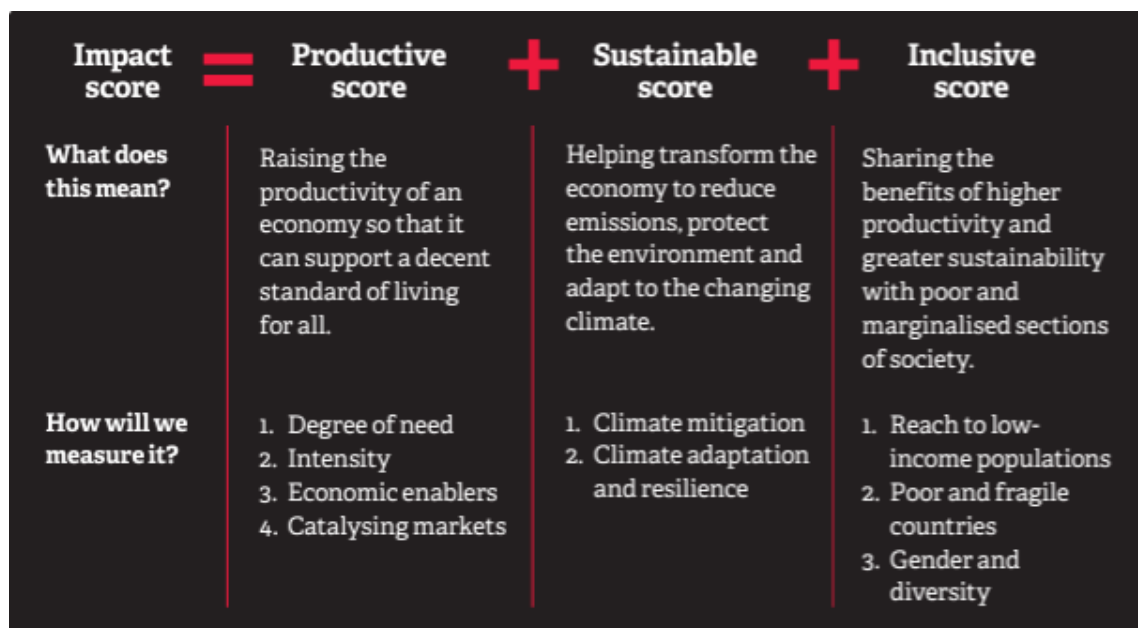 Impact score = Productive score + Sustainable score + Inclusive score
What does this mean?
Raising the
productivity of an
economy so that it
can support a decent
standard of living
for all.
Helping transform the
economy to reduce
emissions, protect
the environment and
adapt to the changing
climate.
Sharing the
benefits of higher
productivity and
greater sustainability
with poor and
marginalised sections
of society.
How will we
measure it?
1. Degree of need
2. Intensity
3. Economic enablers
4. Catalysing markets
1. Climate mitigation
2. Climate adaptation
and resilience
1. Reach to low-
income populations
2. Poor and fragile
countries
3. Gender and
diversity